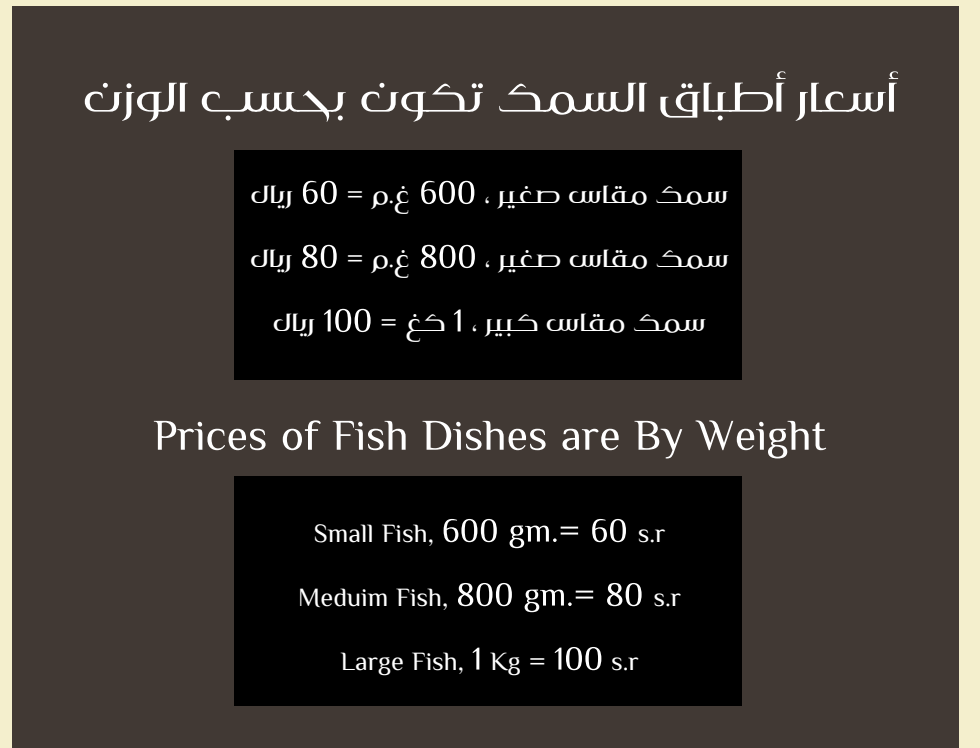 أسعار أطباق السمك تكون بحسب الوزن
سمك مقاس صغير ، 600 غ.م = 60 ريال
سمك مقاس صغير ، 800 غ.م = 80 ريال
سمك مقاس كبير ، 1 كغ = 100 ريال
Prices of Fish Dishes are By Weight
Small Fish, 600 gm.= 60 s.r
Meduim Fish, 800 gm.= 80 s.r
Large Fish, 1 Kg = 100 s.r